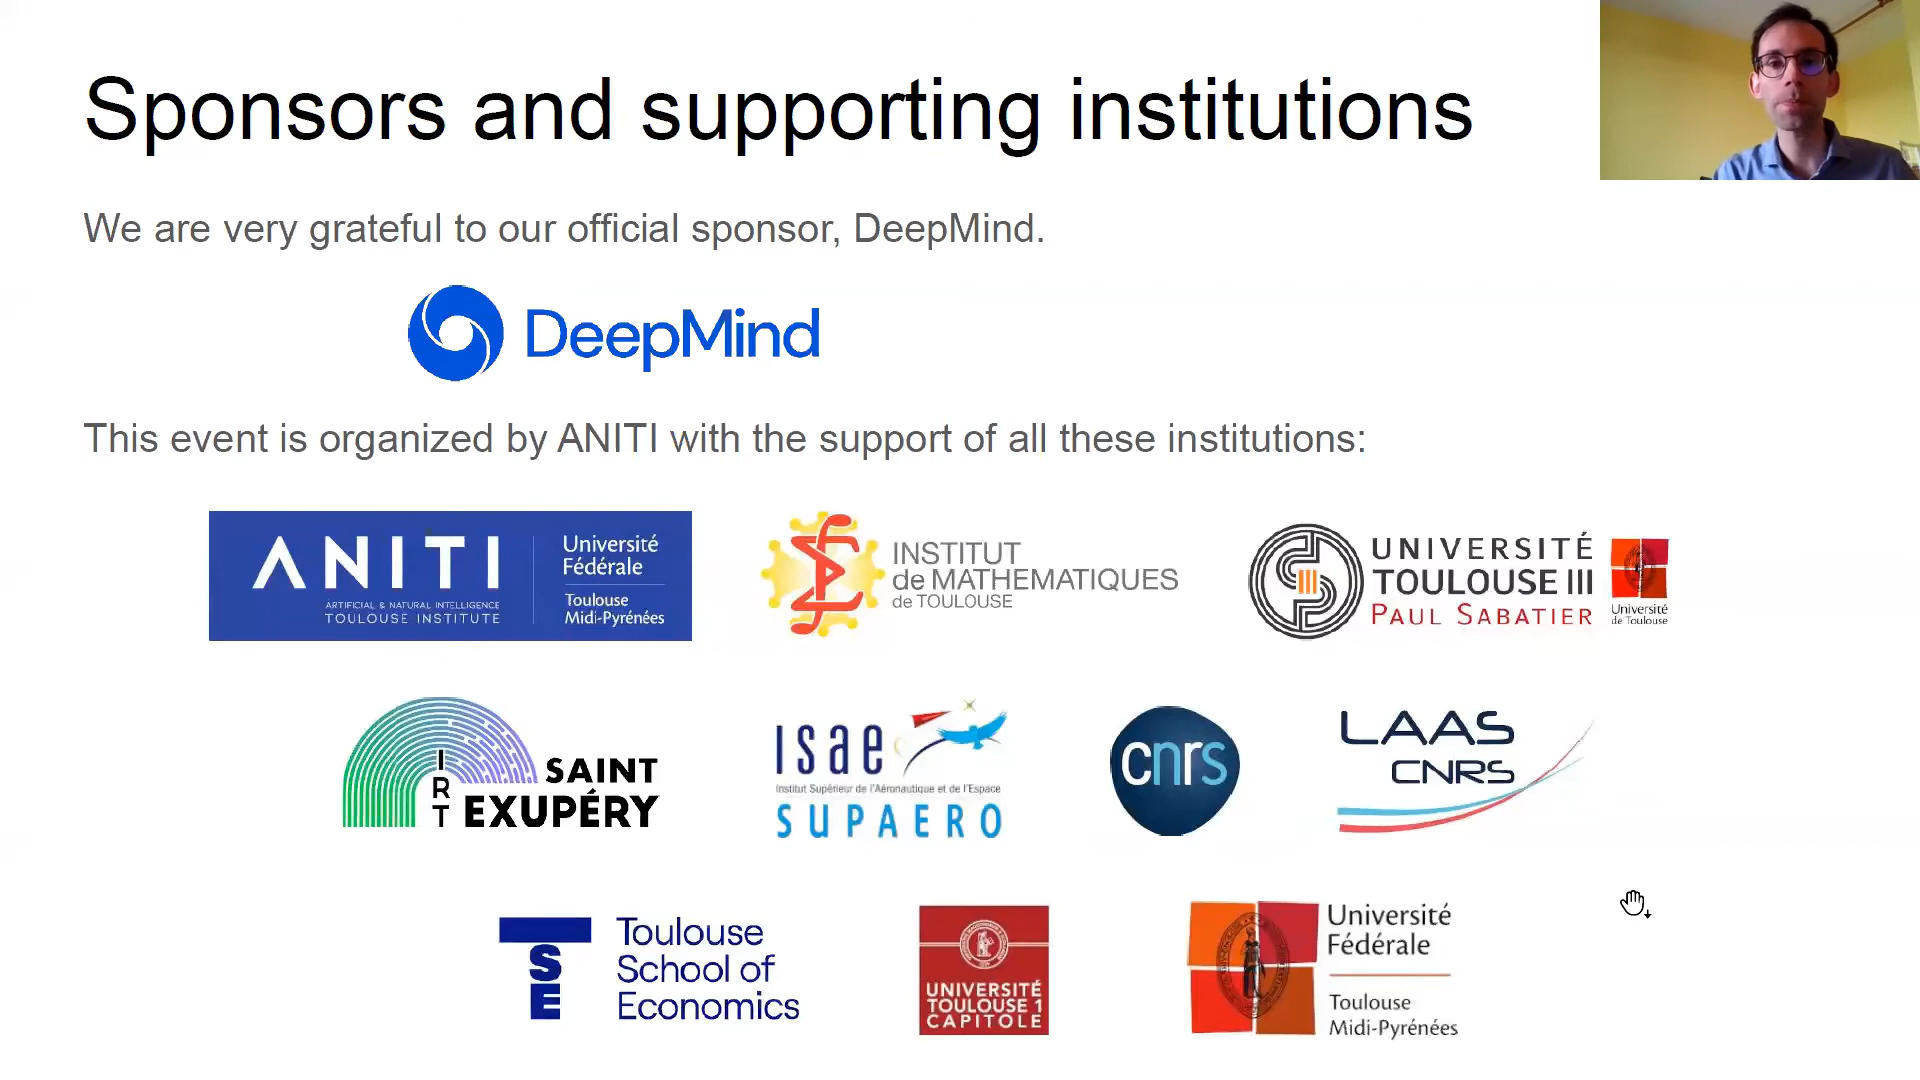 Sponsors and supporting institutions
We are very grateful to our official sponsor, DeepMind.
DeepMind
This event is organized by ANITI with the support of all these institutions:
ANITI
ARTIFICIAL & NATURAL INTELLIGENCE
TOULOUSE INSTITUTE
Université
Fédérale
Toulouse
Midi-Pyrénées
INSTITUT
de MATHEMATIQUES
de TOULOUSE
UNIVERSITÉ
TOULOUSE III
PAUL SABATIER
Université
de Toulouse
IRT
SAINT
EXUPÉRY
ISae
Institut Supérieur de l'Aéronautique et de l'Espace
SUPAERO
cnrs
LAAS
CNRS
TSE
Toulouse
School of
Economics
UNIVERSITÉ
TOULOUSE 1
CAPITOLE
Université
Fédérale
Toulouse
Midi-Pyrénées